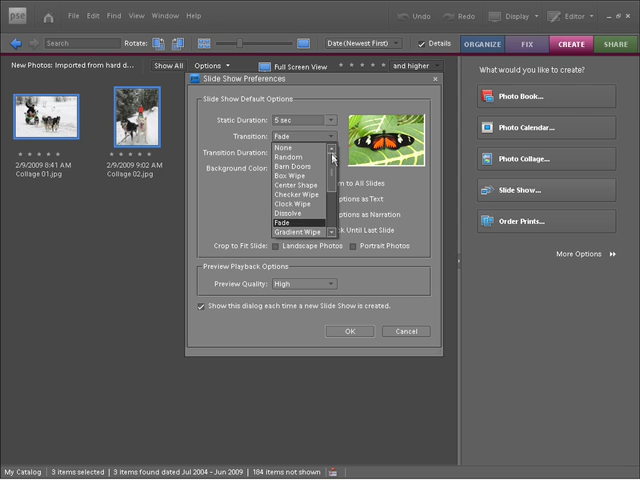 pse File Edit Find View Window Help Undo Redo Display Editor
Search Rotate: Date(Newest First) Details ORGANIZE FIX CREATE SHARE
New Photos: Imported from hard d... Show All Options Full Screen View and higher
What would you like to create?
Photo Book...
Photo Calendar...
Photo Collage...
Slide Show...
Order Prints...
More Options
2/9/2009 8:41 AM
Collage 01.jpg
2/9/2009 9:02 AM
Collage 02.jpg
Slide Show Preferences
Slide Show Default Options
Static Duration: 5 sec
Transition: Fade
Transition Duration:
Background Color:
None
Random
Barn Doors
Box Wipe
Center Shape
Checker Wipe
Clock Wipe
Dissolve
Fade
Gradient Wipe
m to All Slides
ptions as Text
ptions as Narration
k Until Last Slide
Crop to Fit Slide: Landscape Photos Portrait Photos
Preview Playback Options
Preview Quality: High
Show this dialog each time a new Slide Show is created.
OK Cancel
My Catalog 3 items selected 3 items found dated Jul 2004 - Jun 2009 184 items not shown